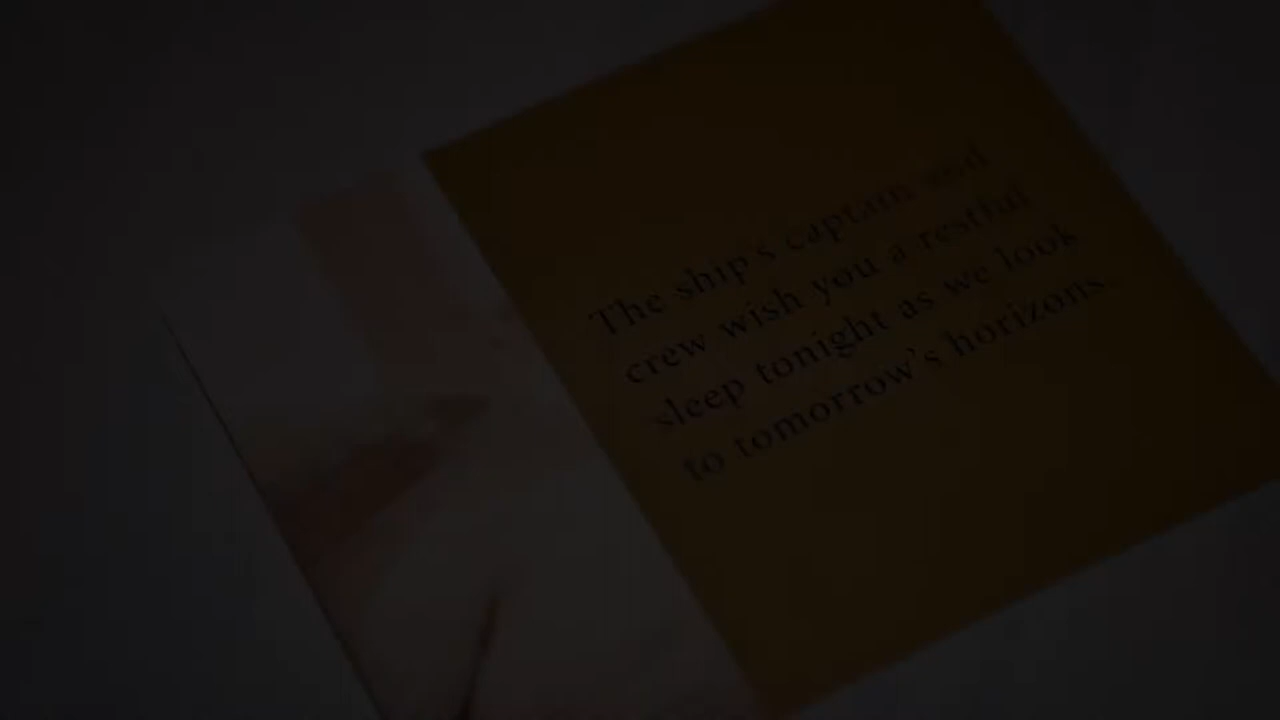 The ship's captain and
crew wish you a restful
sleep tonight as we look
to tomorrow's horizons.